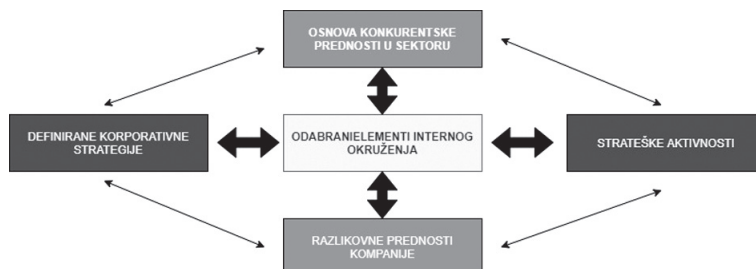 OSNOVA KONKURENTSKE
PREDNOSTI U SEKTORU
DEFINIRANE KORPORATIVNE
STRATEGIJE
ODABRANIELEMENTI INTERNOG
OKRUŽENJA
STRATEŠKE AKTIVNOSTI
RAZLIKOVNE PREDNOSTI
KOMPANIJE